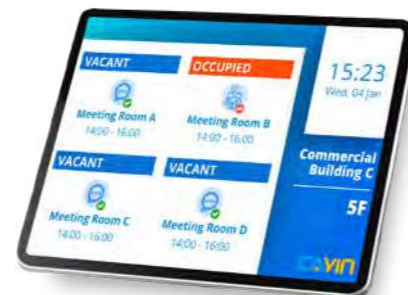 VACANT
Meeting Room A
14:00 - 16:00
OCCUPIED
Meeting Room B
14:00 - 16:00
VACANT
Meeting Room C
14:00 - 16:00
VACANT
Meeting Room D
14:00 - 16:00
15:23
Wed, 04 Jan
Commercial
Building C
5F
CAYIN